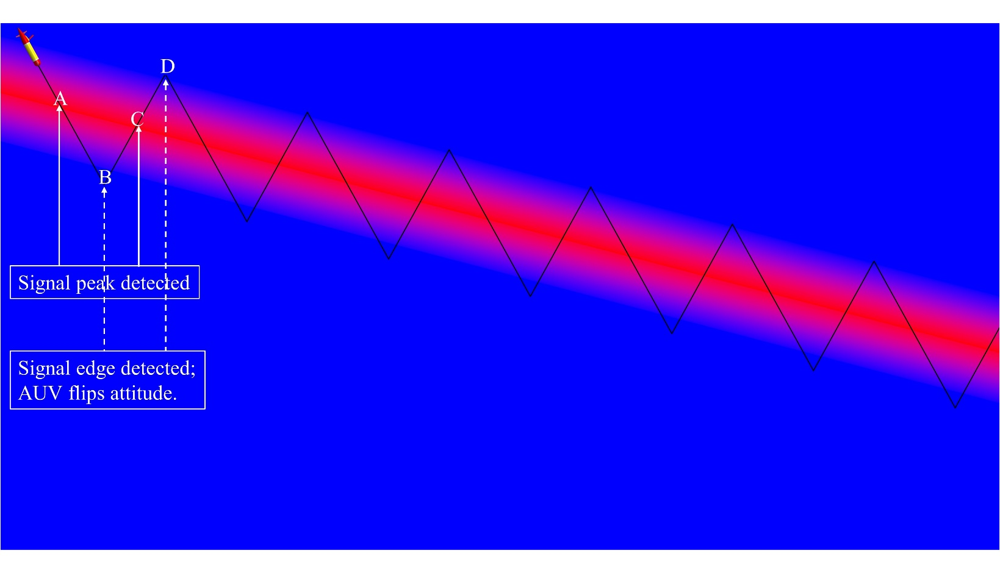 D
A
C
B
Signal peak detected
Signal edge detected;
AUV flips attitude.